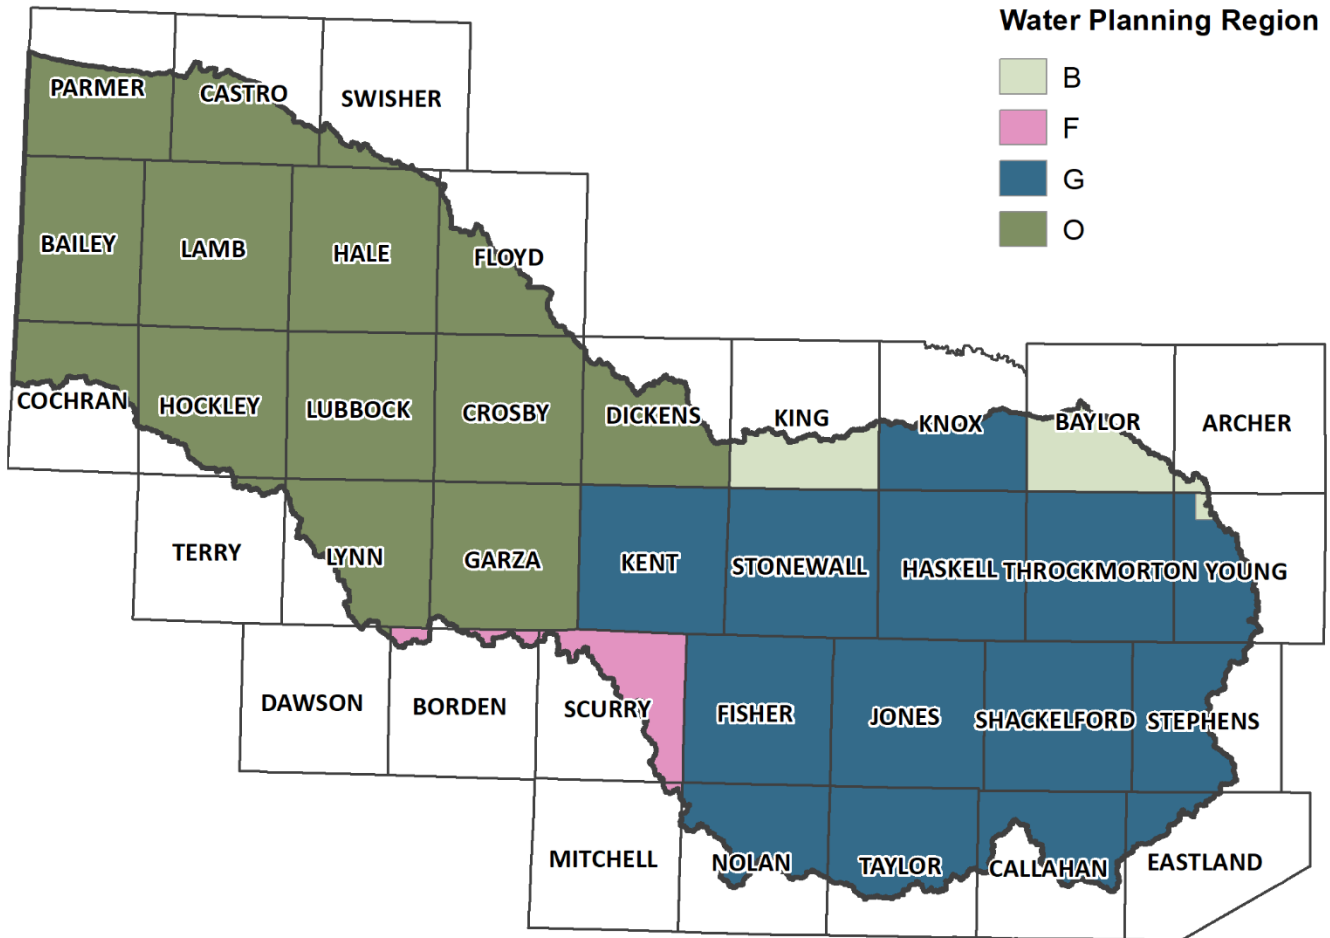 Water Planning Region
B
F
G
O
PARMER
CASTRO
SWISHER
BAILEY
LAMB
HALE
FLOYD
COCHRAN
HOCKLEY
LUBBOCK
CROSBY
DICKENS
KING
KNOX
BAYLOR
ARCHER
TERRY
LYNN
GARZA
KENT
STONEWALL
HASKELL
THROCKMORTON
YOUNG
DAWSON
BORDEN
SCURRY
FISHER
JONES
SHACKELFORD
STEPHENS
MITCHELL
NOLAN
TAYLOR
CALLAHAN
EASTLAND